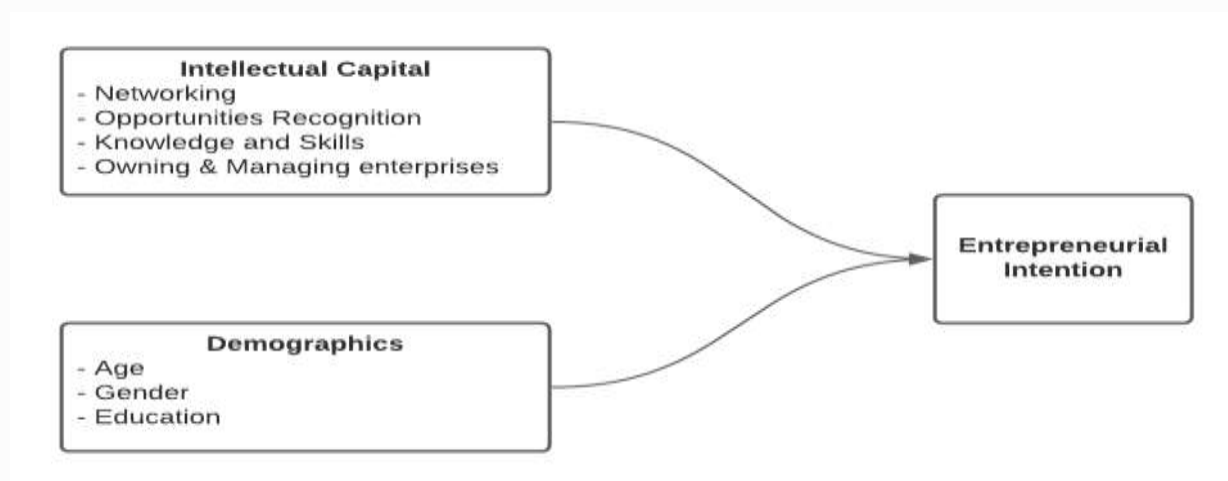 Intellectual Capital
- Networking
- Opportunities Recognition
- Knowledge and Skills
- Owning & Managing enterprises
Entrepreneurial
Intention
Demographics
- Age
- Gender
- Education